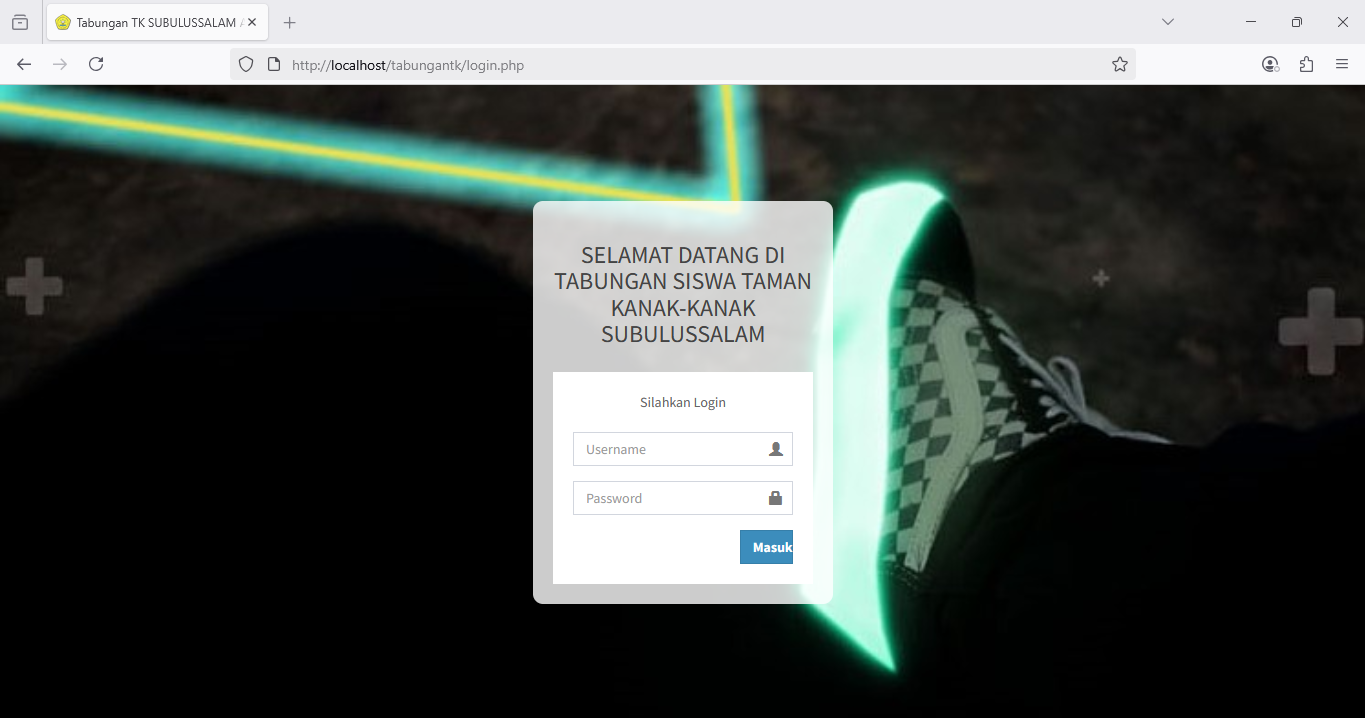 Tabungan TK SUBULUSSALAM
http://localhost/tabungantk/login.php
SELAMAT DATANG DI
TABUNGAN SISWA TAMAN
KANAK-KANAK
SUBULUSSALAM
Silahkan Login
Username
Password
Masuk